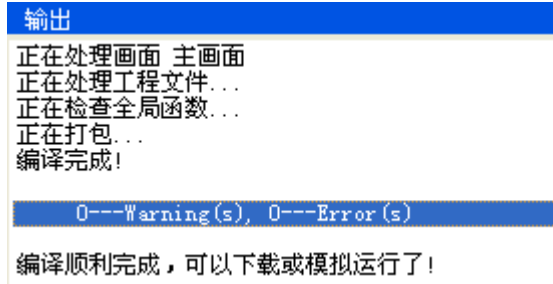 输出
正在处理画面 主画面
正在处理工程文件...
正在检查全局函数...
正在打包...
编译完成!
0---Warning(s), 0---Error(s)
编译顺利完成，可以下载或模拟运行了!